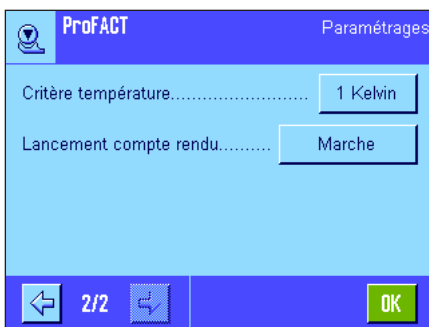 ProFACT Paramétrages
Critère température......................... 1 Kelvin
Lancement compte rendu.......... Marche
2/2 OK